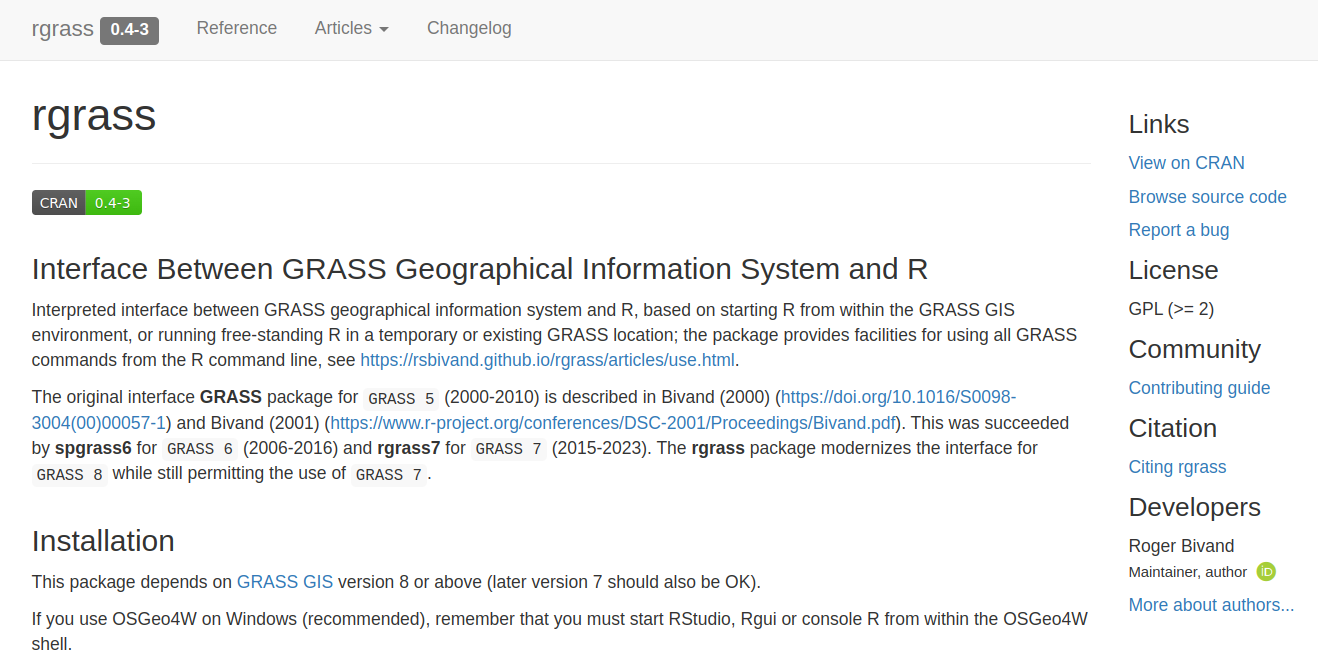 rgrass 0.4-3 Reference Articles Changelog
rgrass
CRAN 0.4-3
Interface Between GRASS Geographical Information System and R
Interpreted interface between GRASS geographical information system and R, based on starting R from within the GRASS GIS
environment, or running free-standing R in a temporary or existing GRASS location; the package provides facilities for using all GRASS
commands from the R command line, see https://rsbivand.github.io/rgrass/articles/use.html.
The original interface GRASS package for GRASS 5 (2000-2010) is described in Bivand (2000) (https://doi.org/10.1016/S0098-
3004(00)00057-1) and Bivand (2001) (https://www.r-project.org/conferences/DSC-2001/Proceedings/Bivand.pdf). This was succeeded
by spgrass6 for GRASS 6 (2006-2016) and rgrass7 for GRASS 7 (2015-2023). The rgrass package modernizes the interface for
GRASS 8 while still permitting the use of GRASS 7.
Installation
This package depends on GRASS GIS version 8 or above (later version 7 should also be OK).
If you use OSGeo4W on Windows (recommended), remember that you must start RStudio, Rgui or console R from within the OSGeo4W
shell.
Links
View on CRAN
Browse source code
Report a bug
License
GPL (>= 2)
Community
Contributing guide
Citation
Citing rgrass
Developers
Roger Bivand
Maintainer, author iD
More about authors...